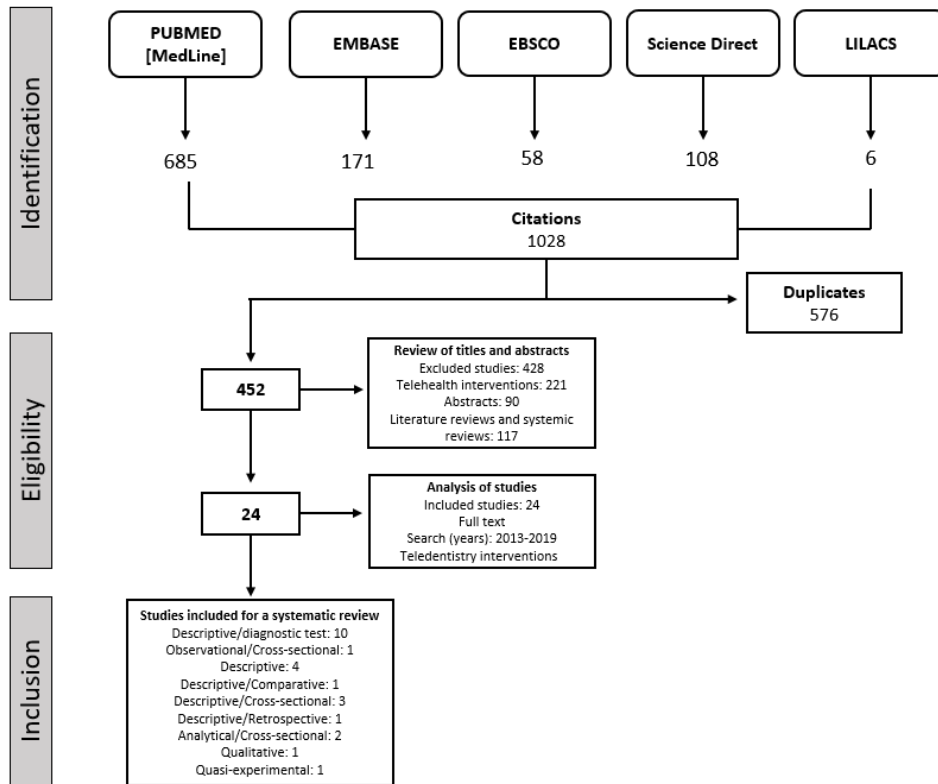 Identification
PUBMED
[MedLine]
EMBASE
EBSCO
Science Direct
LILACS
685
171
58
108
6
Citations
1028
Duplicates
576
Eligibility
452
Review of titles and abstracts
Excluded studies: 428
Telehealth interventions: 221
Abstracts: 90
Literature reviews and systemic
reviews: 117
24
Analysis of studies
Included studies: 24
Full text
Search (years): 2013-2019
Teledentistry interventions
Inclusion
Studies included for a systematic review
Descriptive/diagnostic test: 10
Observational/Cross-sectional: 1
Descriptive: 4
Descriptive/Comparative: 1
Descriptive/Cross-sectional: 3
Descriptive/Retrospective: 1
Analytical/Cross-sectional: 2
Qualitative: 1
Quasi-experimental: 1